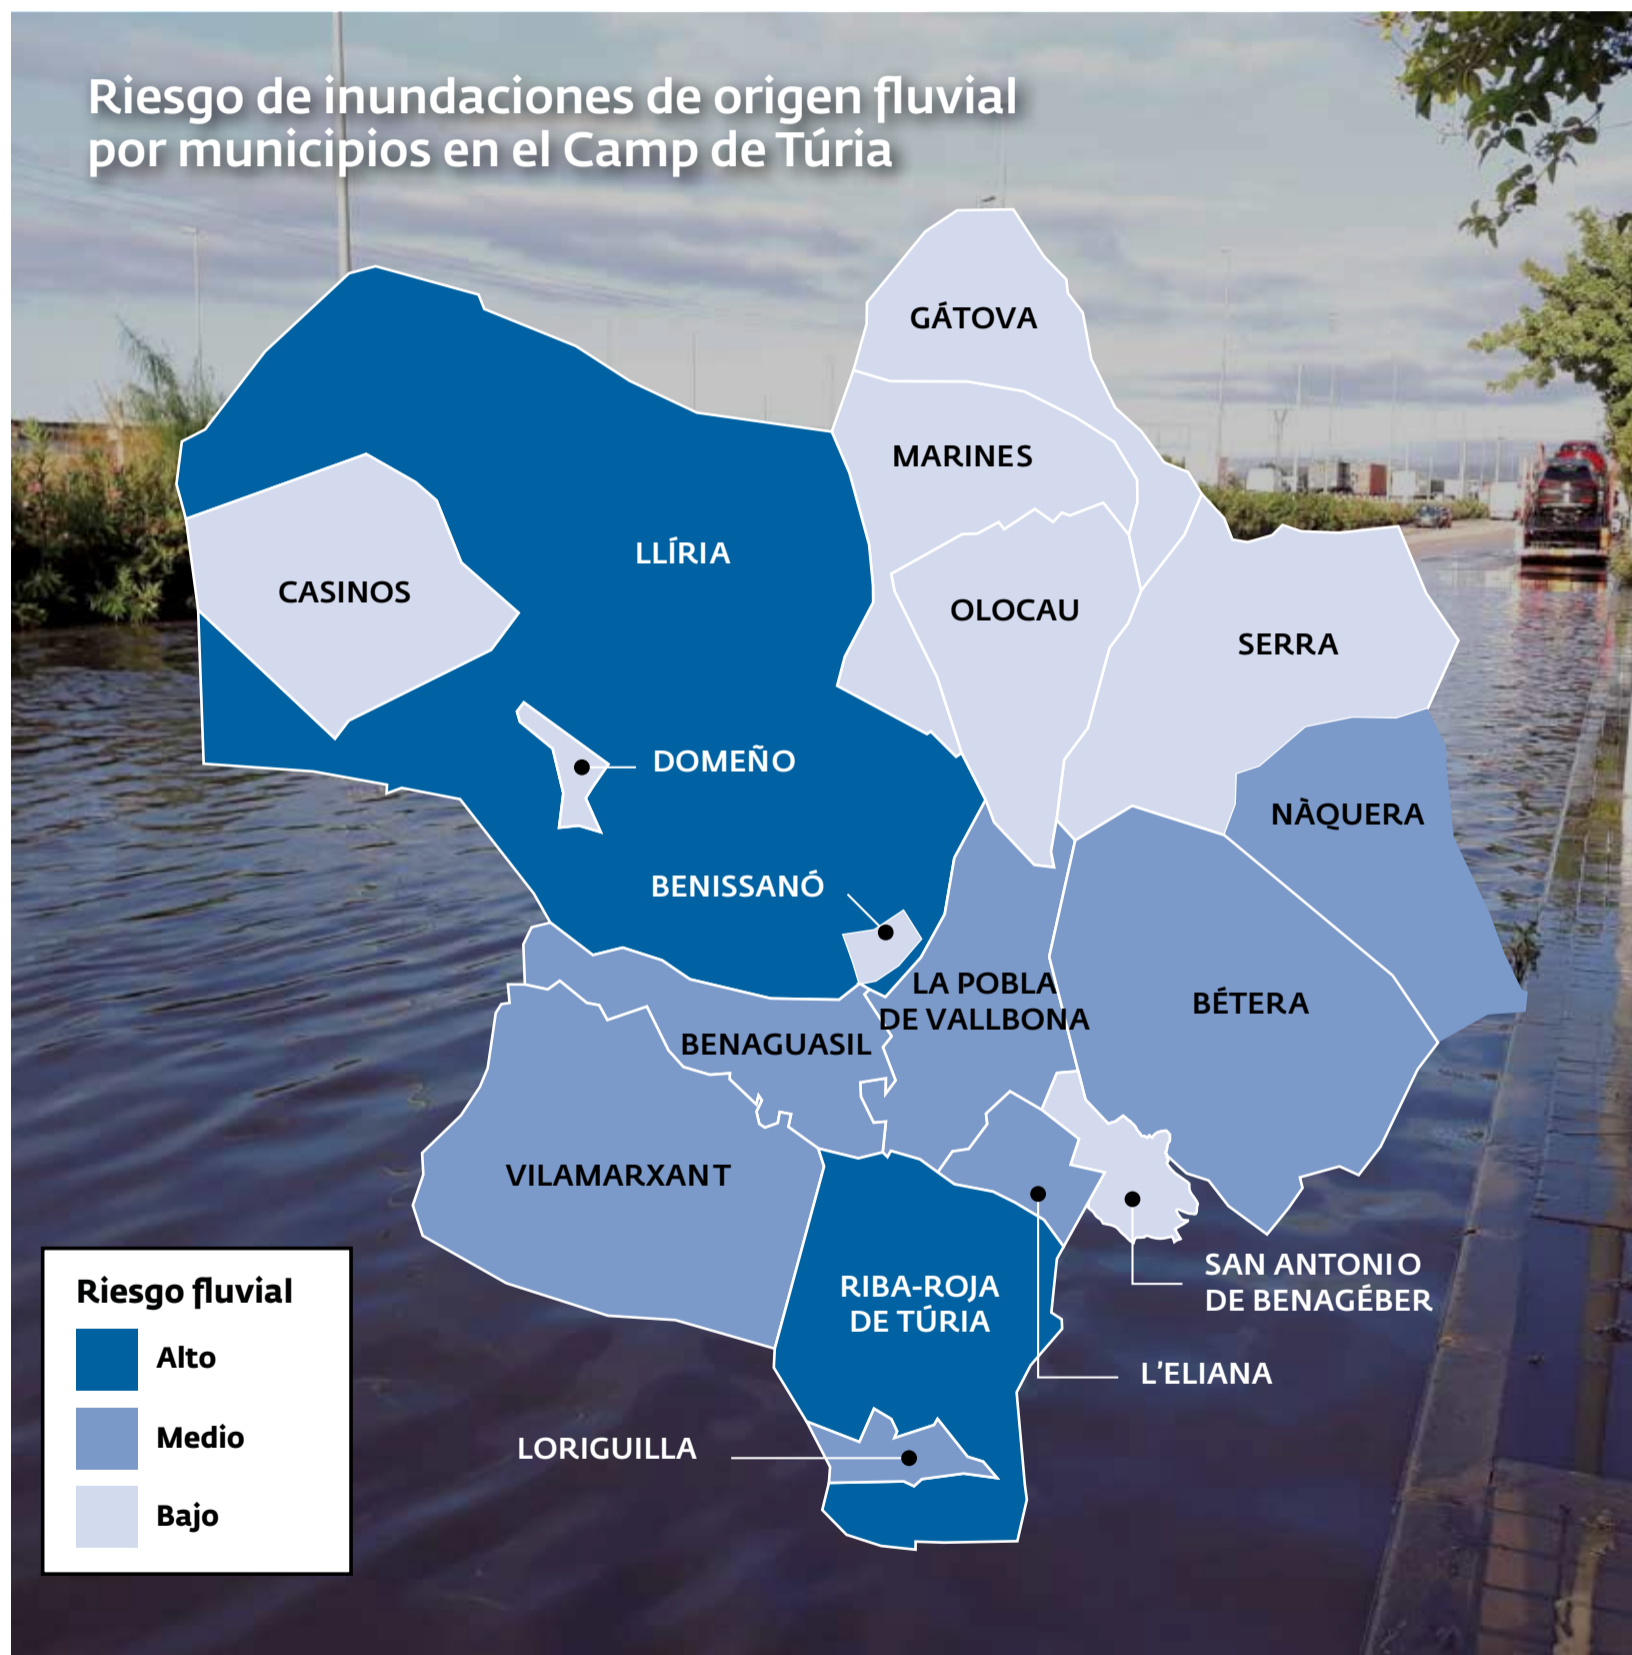 Riesgo de inundaciones de origen fluvial
por municipios en el Camp de Túria
GÁTOVA
MARINES
LLÍRIA
CASINOS
OLOCAU
SERRA
DOMEÑO
NÀQUERA
BENISSANÓ
LA POBLA
DE VALLBONA
BÉTERA
BENAGUASIL
VILAMARXANT
RIBA-ROJA
DE TÚRIA
SAN ANTONIO
DE BENAGÉBER
L'ELIANA
LORIGUILLA
Riesgo fluvial
Alto
Medio
Bajo